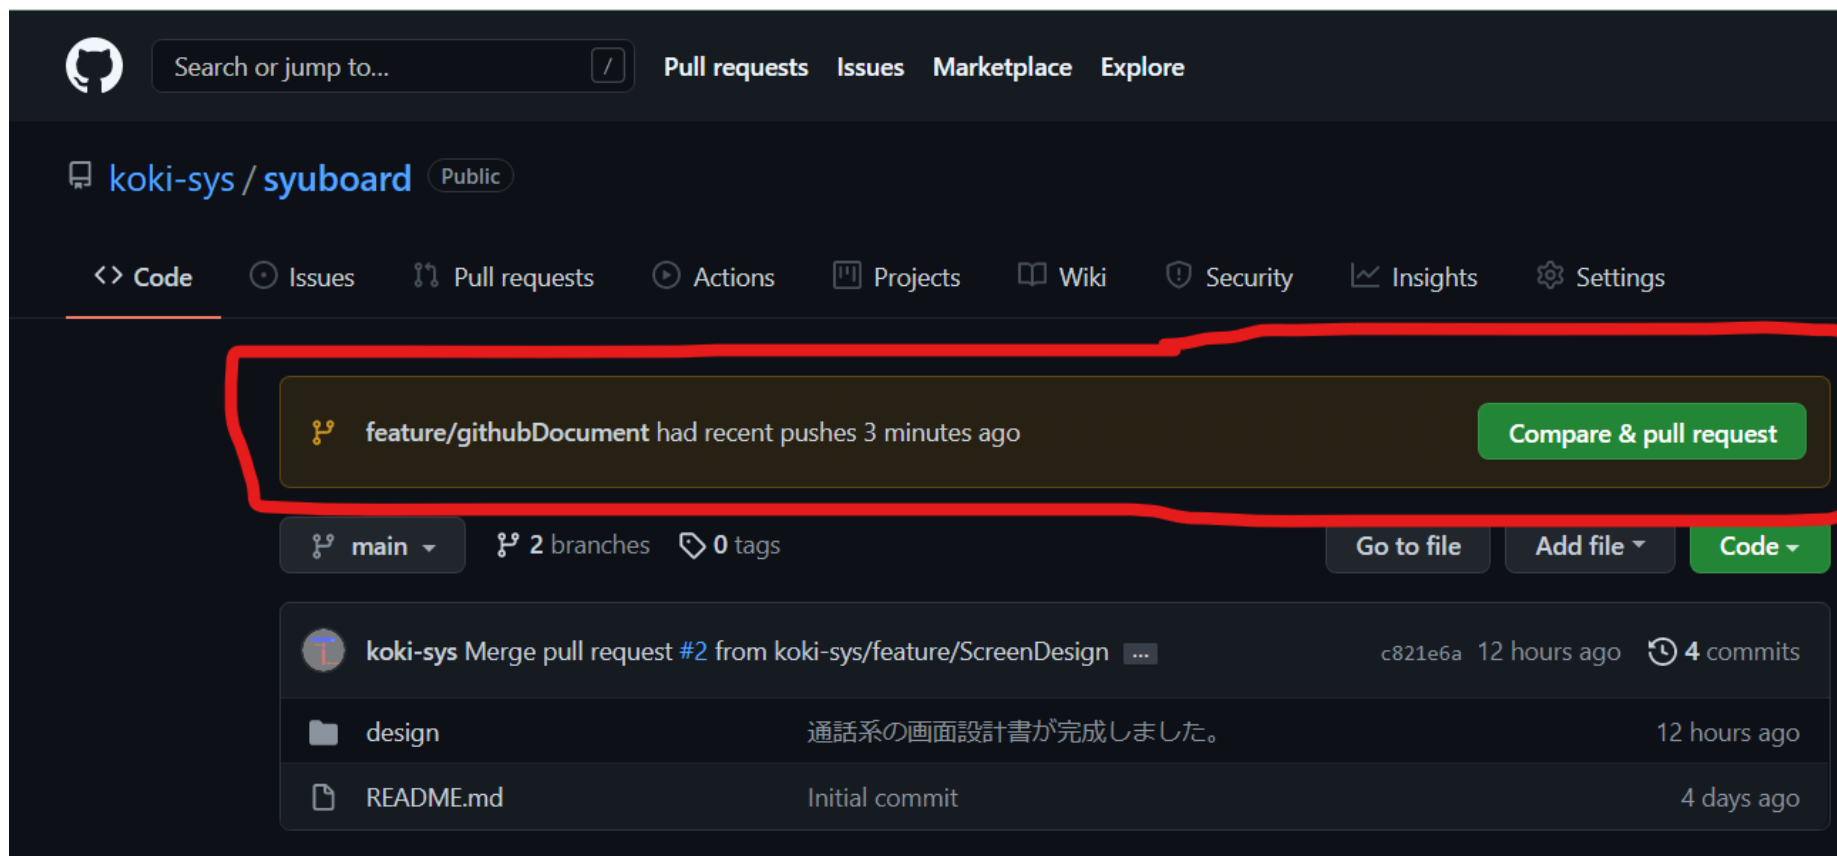 Search or jump to... / Pull requests Issues Marketplace Explore
koki-sys / syuboard Public
Code Issues Pull requests Actions Projects Wiki Security Insights Settings
feature/githubDocument had recent pushes 3 minutes ago Compare & pull request
main 2 branches 0 tags Go to file Add file Code
koki-sys Merge pull request #2 from koki-sys/feature/ScreenDesign ... c821e6a 12 hours ago 4 commits
design 通話系の画面設計書が完成しました。 12 hours ago
README.md Initial commit 4 days ago